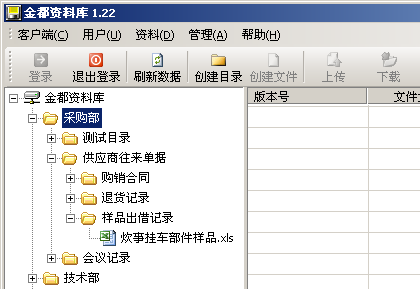 金都资料库 1.22
客户端(C) 用户(U) 资料(D) 管理(A) 帮助(H)
登录 退出登录 刷新数据 创建目录 创建文件 上传 下载
金都资料库 版本号
采购部
测试目录
供应商往来单据
购销合同
退货记录
样品出借记录
炊事挂车部件样品.xls
会议记录
技术部